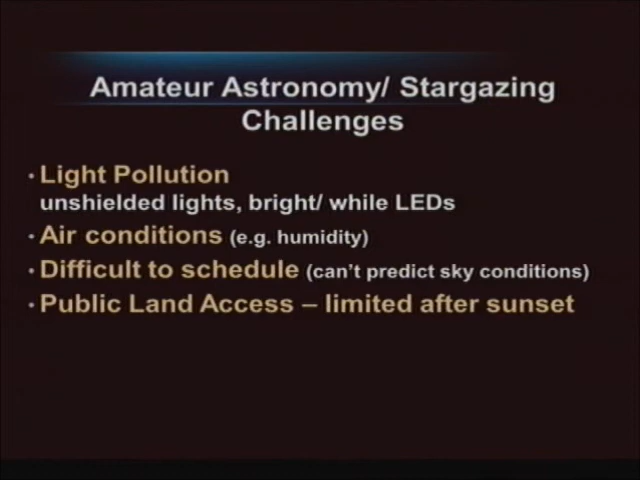 Amateur Astronomy/ Stargazing
Challenges
· Light Pollution
unshielded lights, bright/ while LEDs
· Air conditions (e.g. humidity)
· Difficult to schedule (can't predict sky conditions)
· Public Land Access – limited after sunset